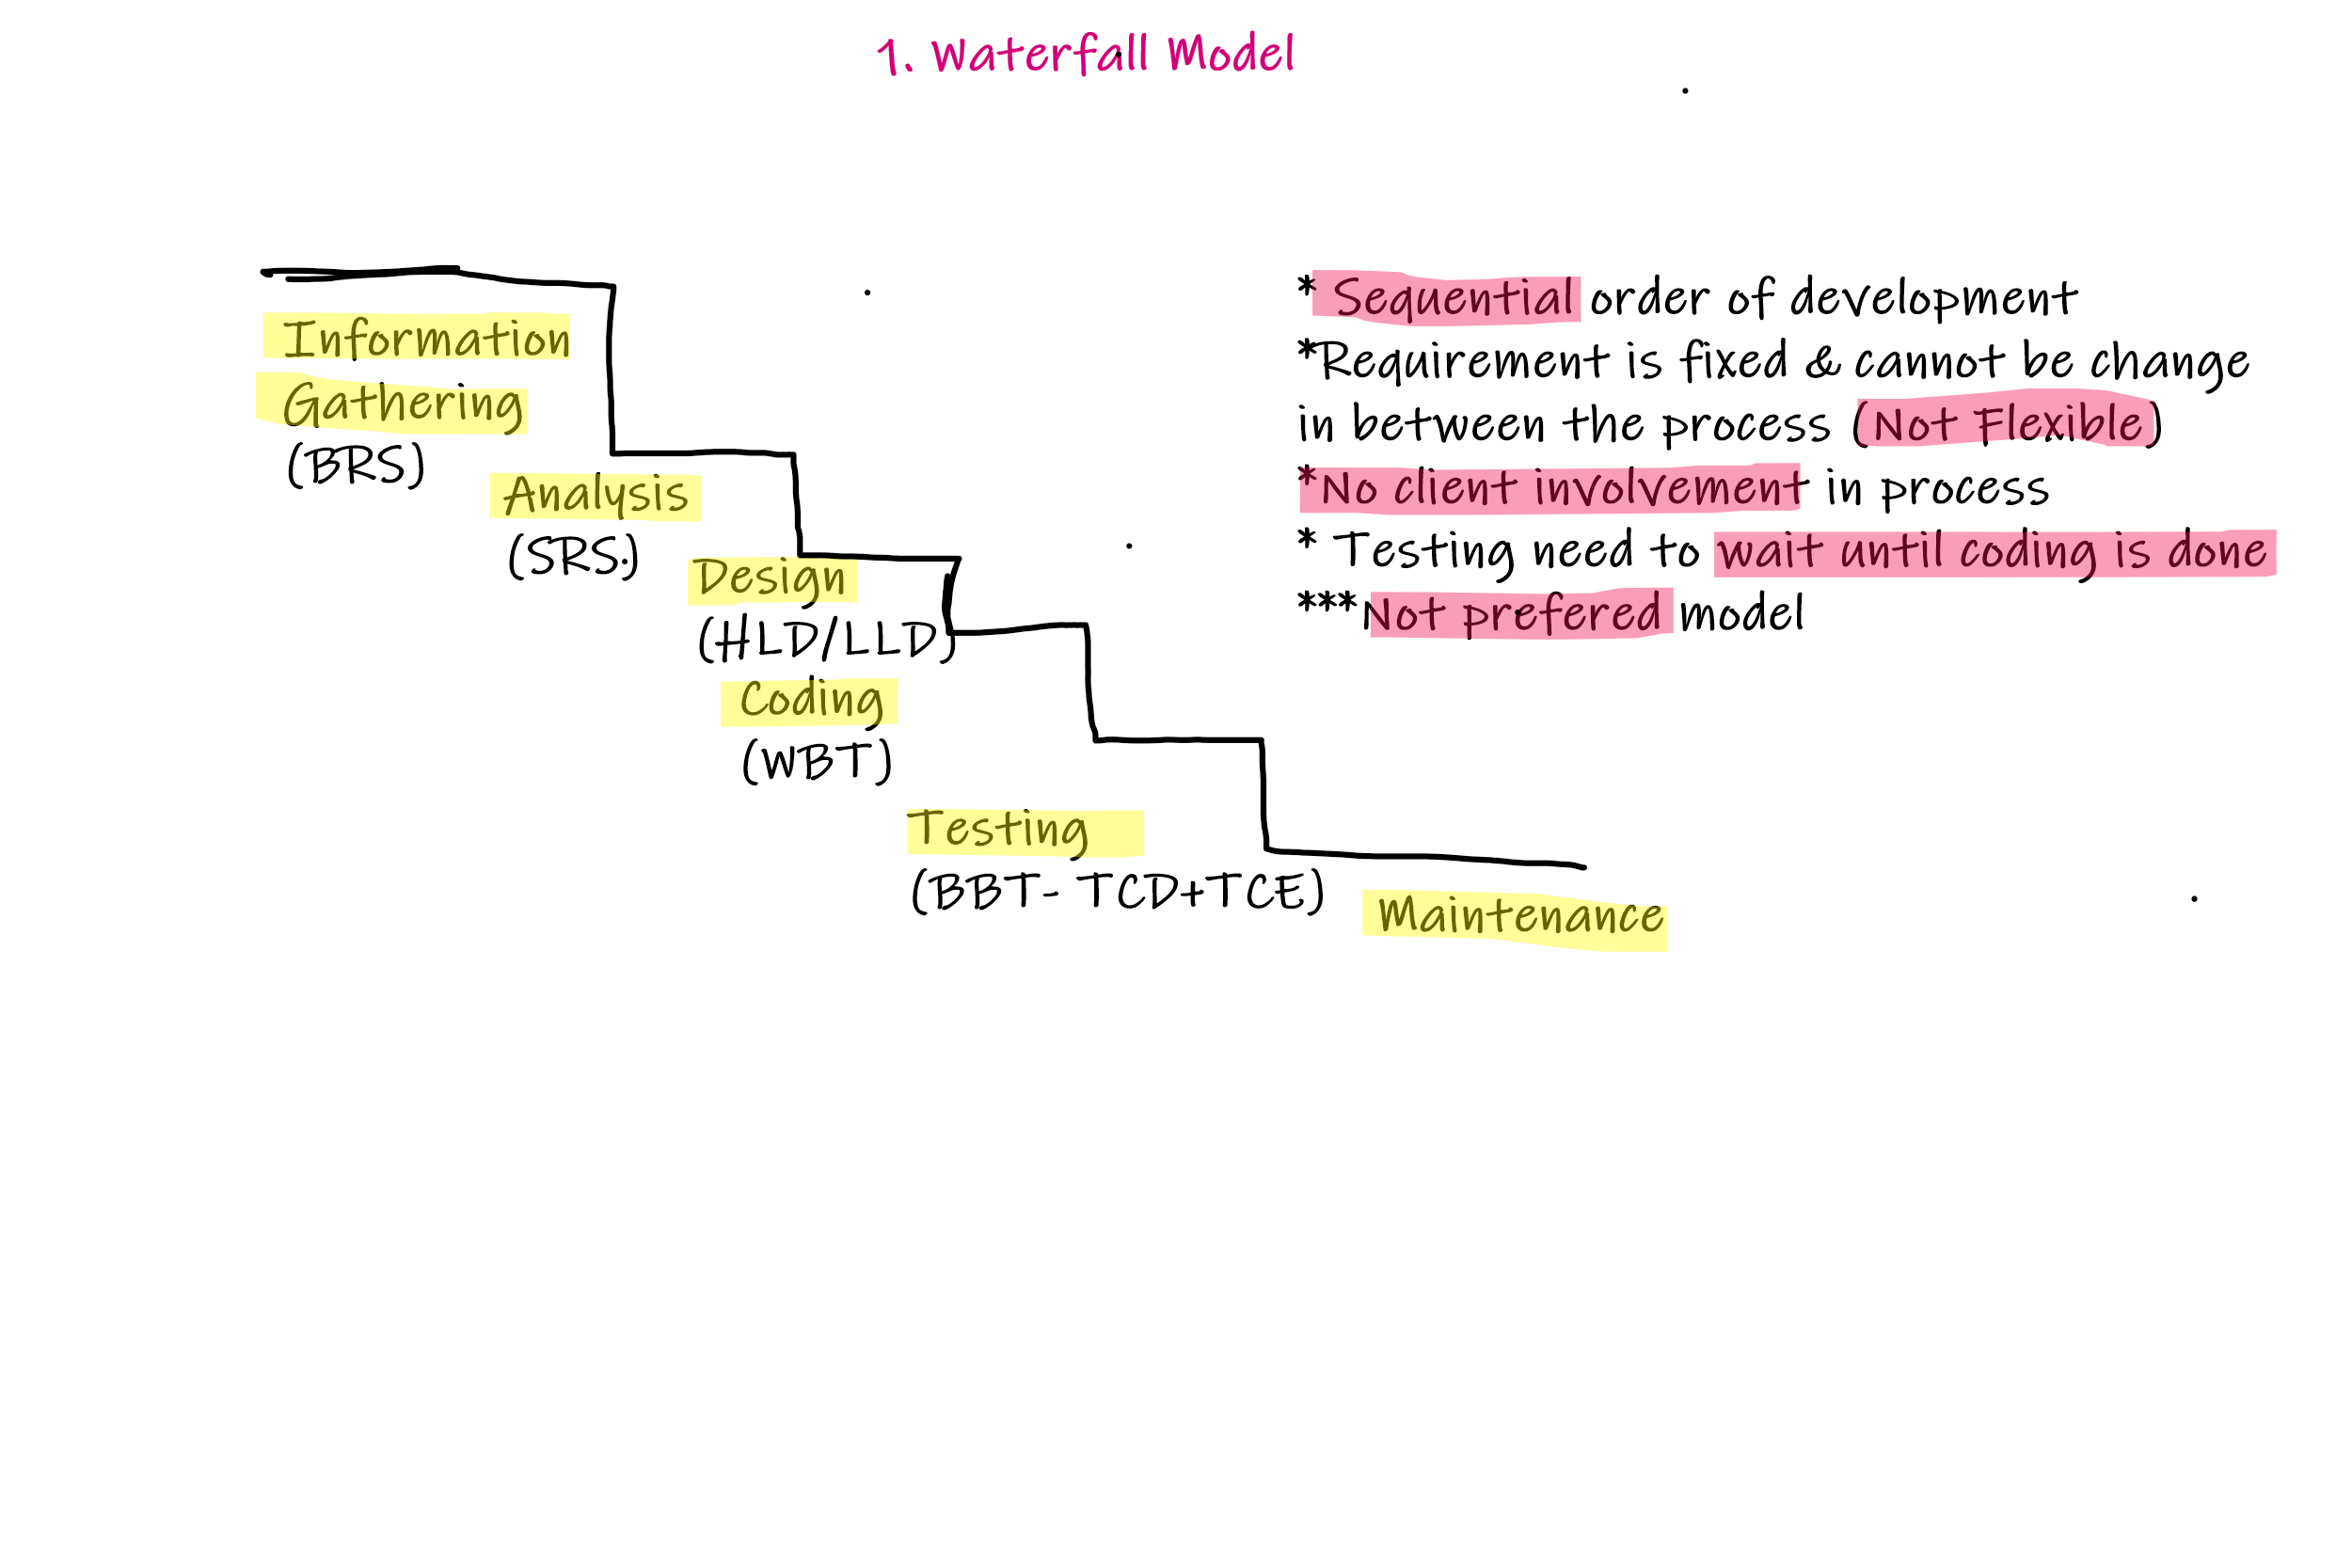 1. Waterfall Model
Information
Gathering
(BRS)
Analysis
(SRS)
Design
(HLD/LLD)
Coding
(WBT)
Testing
(BBT- TCD+TCE)
Maintenance
* Sequential order of development
*Requirement is fixed & cannot be change
in between the process (Not Flexible)
*No client involvement in process
* Testing need to wait until coding is done
***Not prefered model